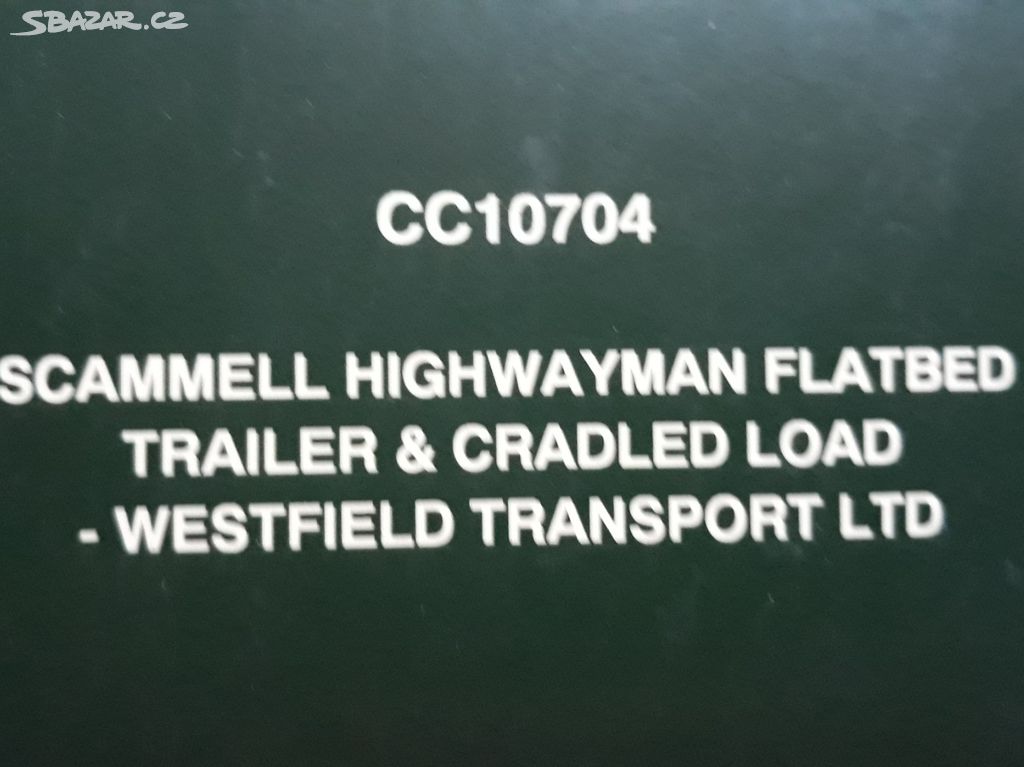 SBAZAR.CZ
CC10704
SCAMMELL HIGHWAYMAN FLATBED
TRAILER & CRADLED LOAD
- WESTFIELD TRANSPORT LTD